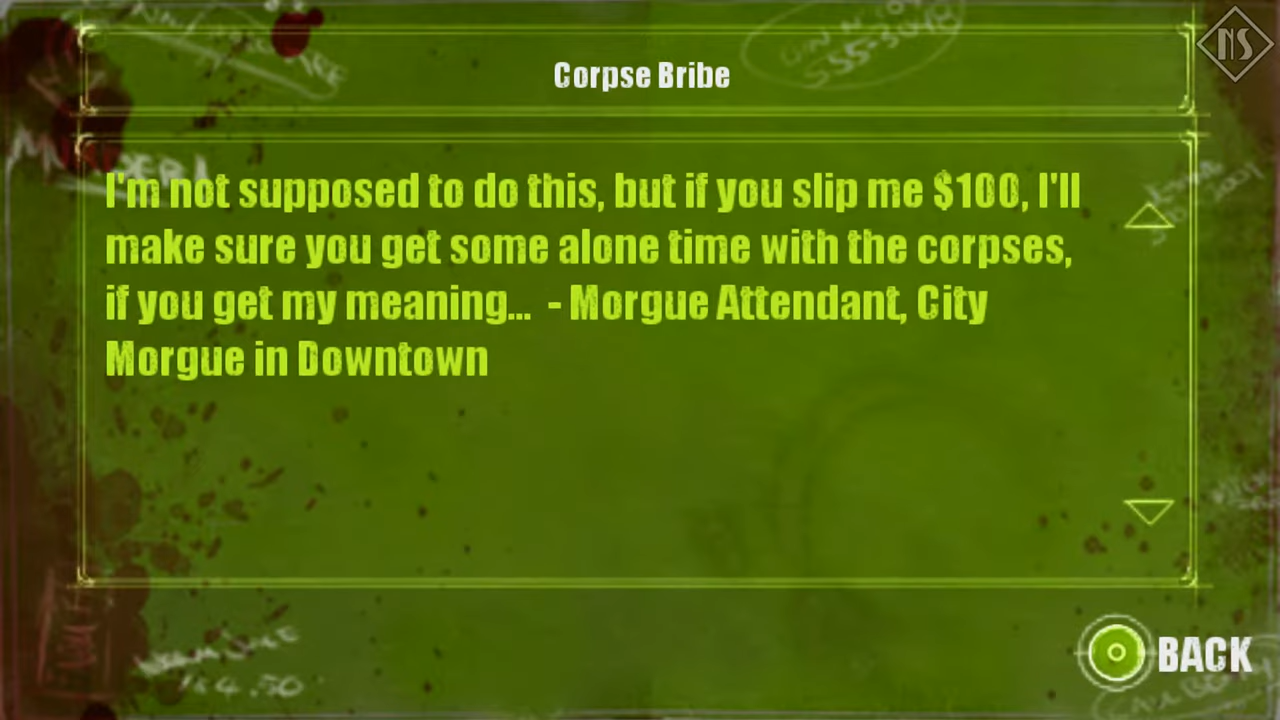 NS
Corpse Bribe
I'm not supposed to do this, but if you slip me $100, I'll
make sure you get some alone time with the corpses,
if you get my meaning... - Morgue Attendant, City
Morgue in Downtown
BACK